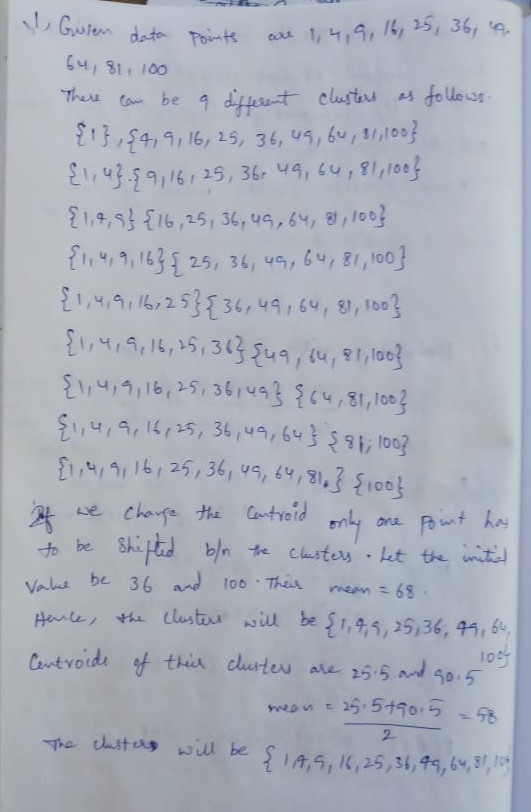 1, Given data points are 1, 4, 9, 16, 25, 36, 49,
64, 81, 100
There can be 9 different clusters as follows.
{1}, {4, 9, 16, 25, 36, 49, 64, 81, 100}
{1, 4} {9, 16, 25, 36, 49, 64, 81, 100}
{1, 4, 9} {16, 25, 36, 49, 64, 81, 100}
{1, 4, 9, 16} { 25, 36, 49, 64, 81, 100}
{1, 4, 9, 16, 25} { 36, 49, 64, 81, 100}
{1, 4, 9, 16, 25, 36} {49, 64, 81, 100}
{1, 4, 9, 16, 25, 36, 49} {64, 81, 100}
{1, 4, 9, 16, 25, 36, 49, 64} {81, 100}
{1, 4, 9, 16, 25, 36, 49, 64, 81,} {100}
If we change the Centroid only one point has
to be shifted b/n the clusters. Let the initial
value be 36 and 100. Their mean = 68.
Hence, the clusters will be {1, 4, 9, 25, 36, 49, 64,
100}
Centroids of their clusters are 25.5 and 90.5
mean = 25.5+90.5 / 2 = 58
The clusters will be { 1 4, 9, 16, 25, 36, 49, 64, 81, 100